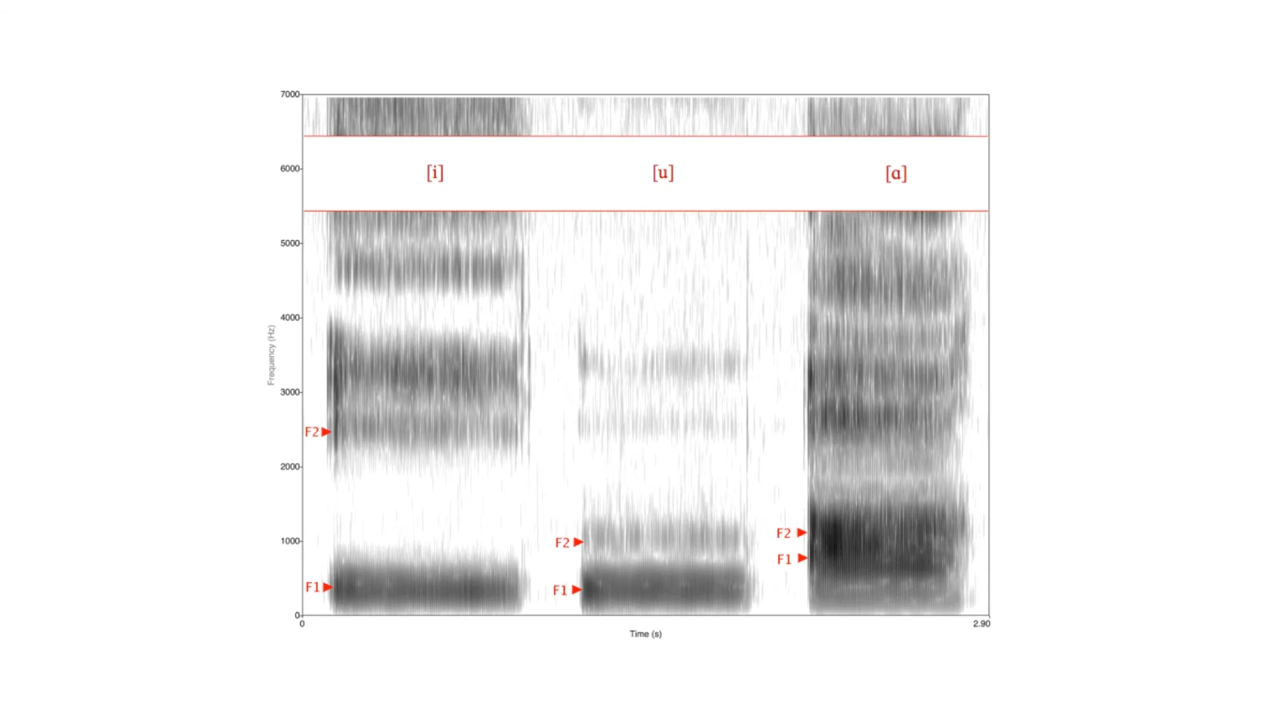 7000
6000
[i] [u] [ɑ]
5000
4000
Frequency (Hz)
3000
F2
2000
F2
1000
F2
F1
F1
F1
0
0 2.90
Time (s)